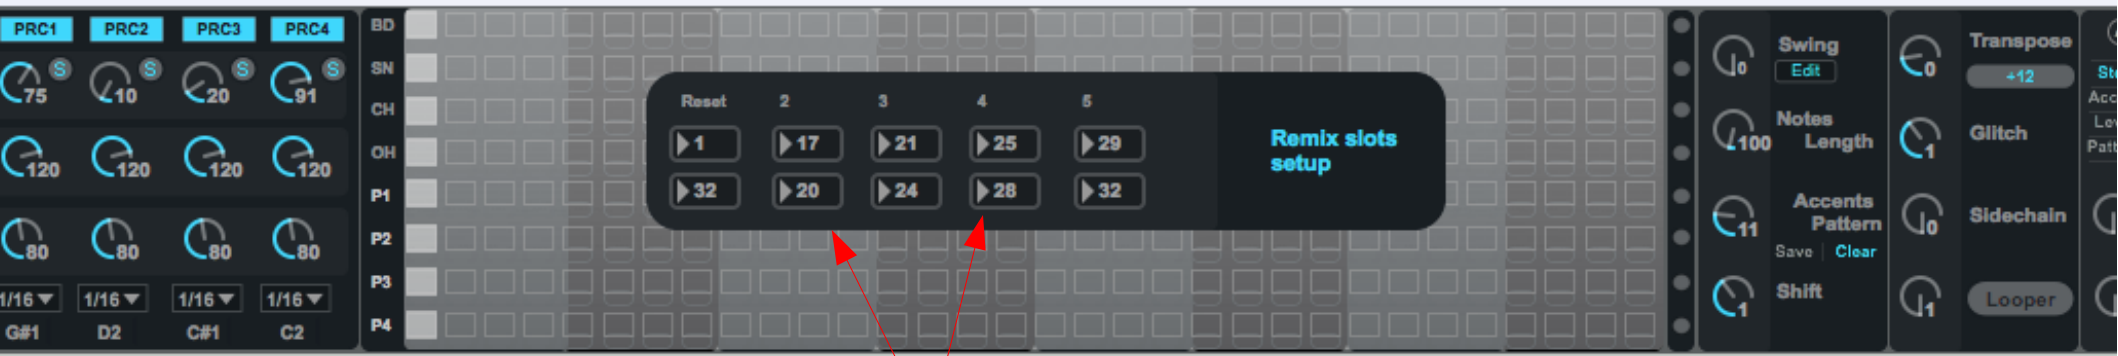 PRC1 PRC2 PRC3 PRC4
S S S S
75 10 20 91
120 120 120 120
80 80 80 80
1/16 1/16 1/16 1/16
G#1 D2 C#1 C2
BD
SN
CH
OH
P1
P2
P3
P4
Reset 2 3 4 5
1 17 21 25 29
32 20 24 28 32
Remix slots
setup
0 Swing
Edit
100 Notes
Length
11 Accents
Pattern
Save Clear
1 Shift
0 Transpose
+12
1 Glitch
0 Sidechain
1 Looper